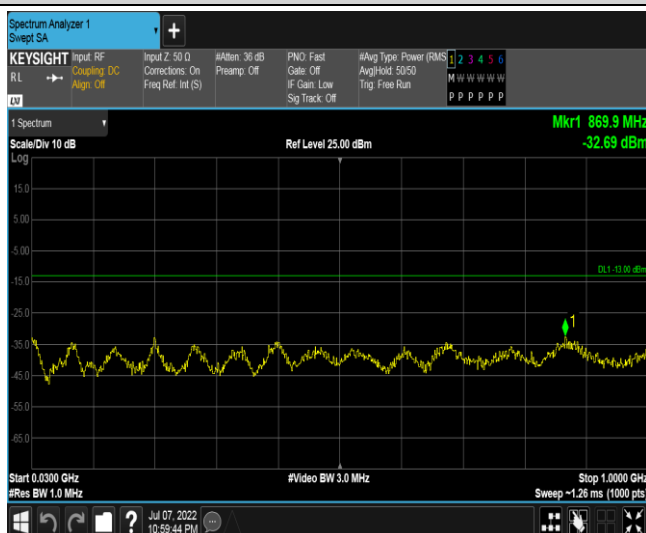 Spectrum Analyzer 1
Swept SA
KEYSIGHT
RL
LXI
Input: RF
Coupling: DC
Align: Off
Input Z: 50 Ω
Corrections: On
Freq Ref: Int (S)
#Atten: 36 dB
Preamp: Off
PNO: Fast
Gate: Off
IF Gain: Low
Sig Track: Off
#Avg Type: Power (RMS
Avg|Hold: 50/50
Trig: Free Run
1 2 3 4 5 6
M W W W W W
P P P P P P
1 Spectrum
Scale/Div 10 dB
Ref Level 25.00 dBm
Mkr1 869.9 MHz
-32.69 dBm
Log
15.0
5.00
-5.00
-15.0
-25.0
-35.0
-45.0
-55.0
-65.0
DL1 -13.00 dBm
1
Start 0.0300 GHz
#Video BW 3.0 MHz
Stop 1.0000 GHz
#Res BW 1.0 MHz
Sweep ~1.26 ms (1000 pts)
?
Jul 07, 2022
10:59:44 PM